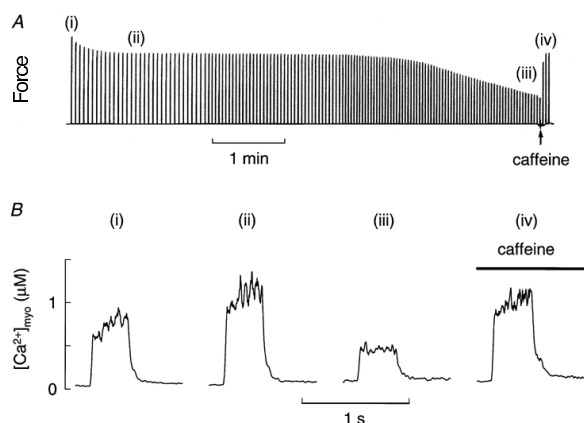 A
(i)
(ii)
(iii)
(iv)
Force
1 min
caffeine
B
(i)
(ii)
(iii)
(iv)
caffeine
[Ca²⁺]myo (μM)
1
0
1 s